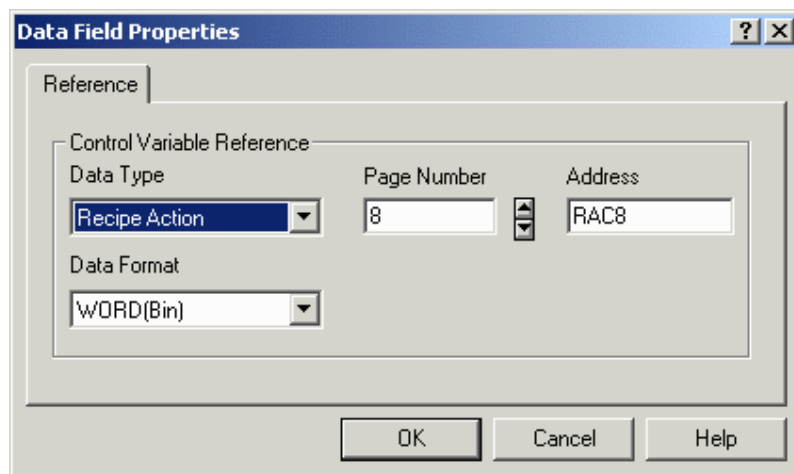 Data Field Properties
Reference
Control Variable Reference
Data Type Page Number Address
Recipe Action 8 RAC8
Data Format
WORD(Bin)
OK Cancel Help